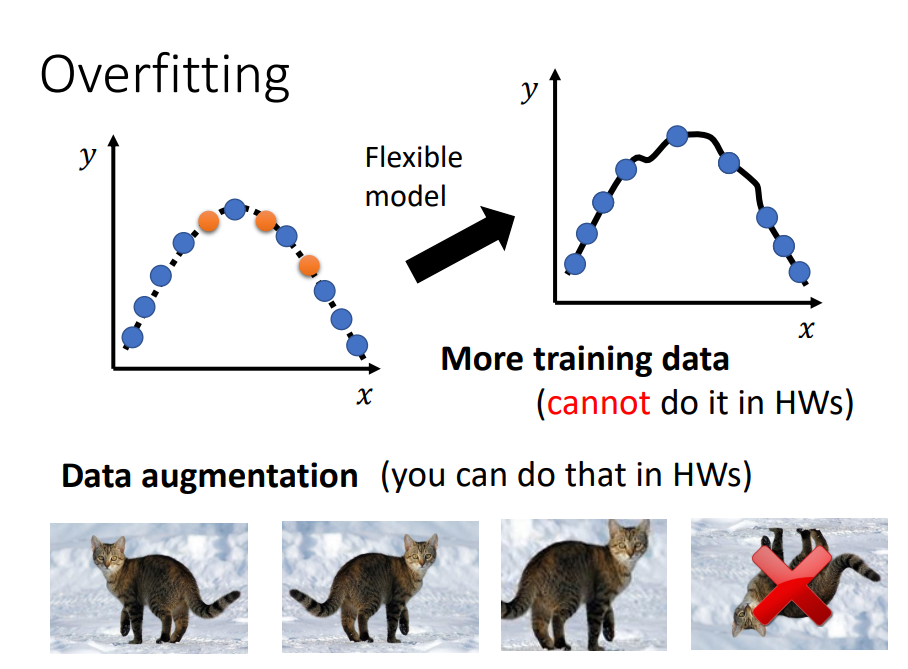 Overfitting
y
x
Flexible
model
y
x
More training data
(cannot do it in HWs)
Data augmentation (you can do that in HWs)